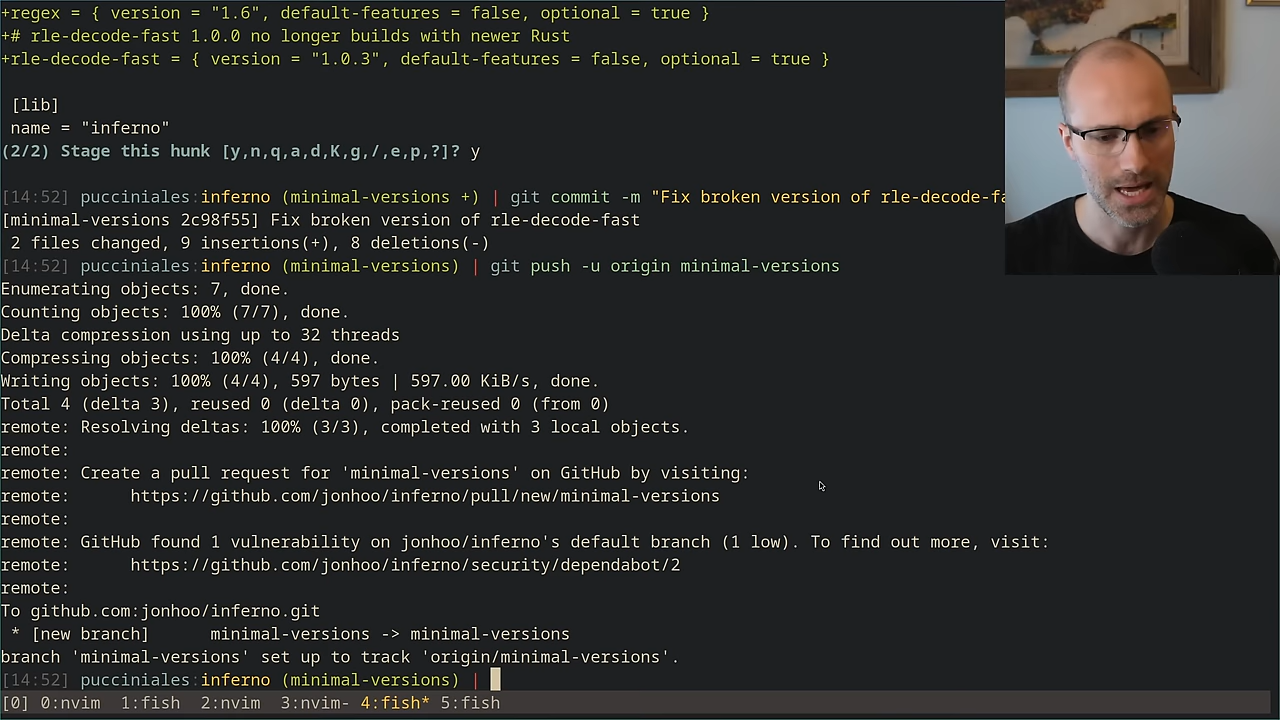 +regex = { version = "1.6", default-features = false, optional = true }
+# rle-decode-fast 1.0.0 no longer builds with newer Rust
+rle-decode-fast = { version = "1.0.3", default-features = false, optional = true }
[lib]
name = "inferno"
(2/2) Stage this hunk [y,n,q,a,d,K,g,/,e,p,?]? y
[14:52] pucciniales:inferno (minimal-versions +) | git commit -m "Fix broken version of rle-decode-fa
[minimal-versions 2c98f55] Fix broken version of rle-decode-fast
2 files changed, 9 insertions(+), 8 deletions(-)
[14:52] pucciniales:inferno (minimal-versions) | git push -u origin minimal-versions
Enumerating objects: 7, done.
Counting objects: 100% (7/7), done.
Delta compression using up to 32 threads
Compressing objects: 100% (4/4), done.
Writing objects: 100% (4/4), 597 bytes | 597.00 KiB/s, done.
Total 4 (delta 3), reused 0 (delta 0), pack-reused 0 (from 0)
remote: Resolving deltas: 100% (3/3), completed with 3 local objects.
remote:
remote: Create a pull request for 'minimal-versions' on GitHub by visiting:
remote:      https://github.com/jonhoo/inferno/pull/new/minimal-versions
remote:
remote: GitHub found 1 vulnerability on jonhoo/inferno's default branch (1 low). To find out more, visit:
remote:      https://github.com/jonhoo/inferno/security/dependabot/2
remote:
To github.com:jonhoo/inferno.git
* [new branch]      minimal-versions -> minimal-versions
branch 'minimal-versions' set up to track 'origin/minimal-versions'.
[14:52] pucciniales:inferno (minimal-versions) |
[0] 0:nvim  1:fish  2:nvim  3:nvim- 4:fish* 5:fish